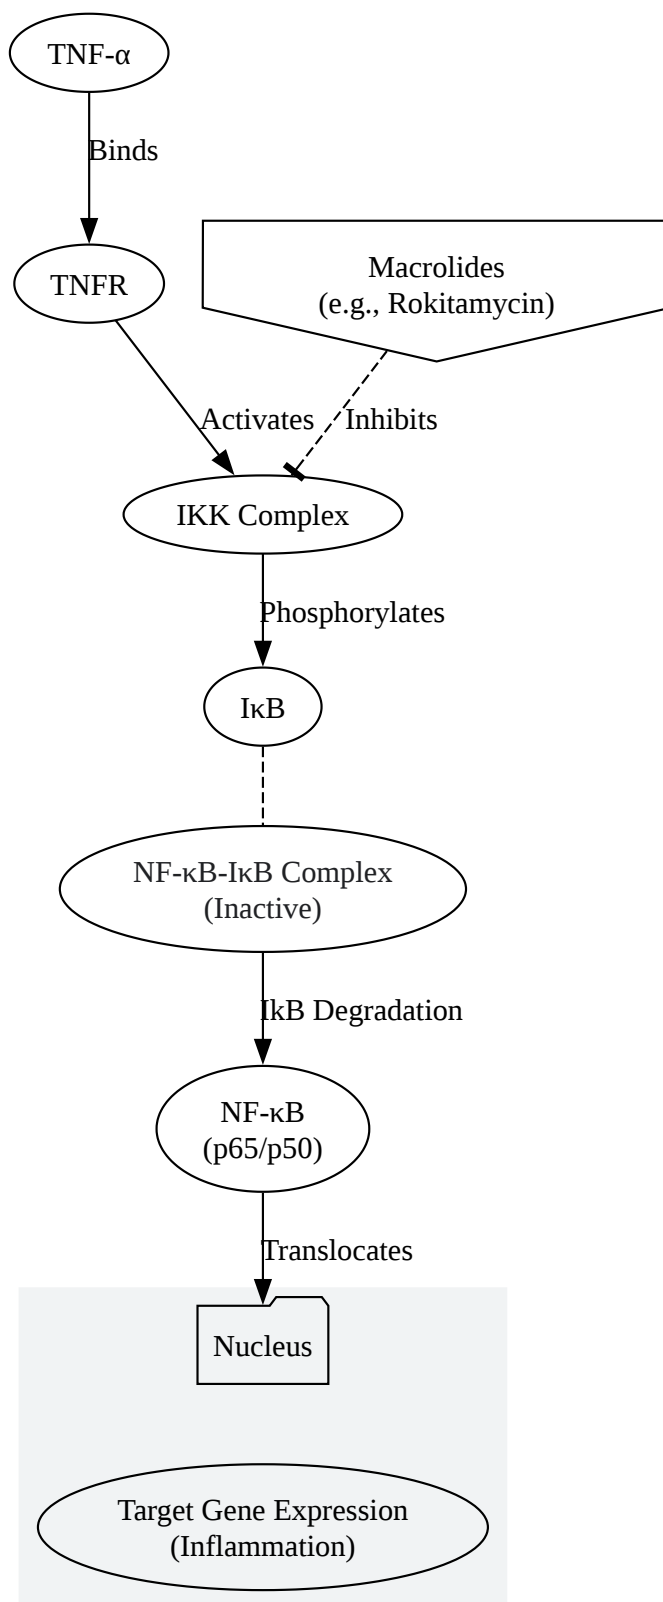 TNF-α
Binds
TNFR
Macrolides
(e.g., Rokitamycin)
Activates
Inhibits
IKK Complex
Phosphorylates
IκB
NF-κB-IκB Complex
(Inactive)
IkB Degradation
NF-κB
(p65/p50)
Translocates
Nucleus
Target Gene Expression
(Inflammation)